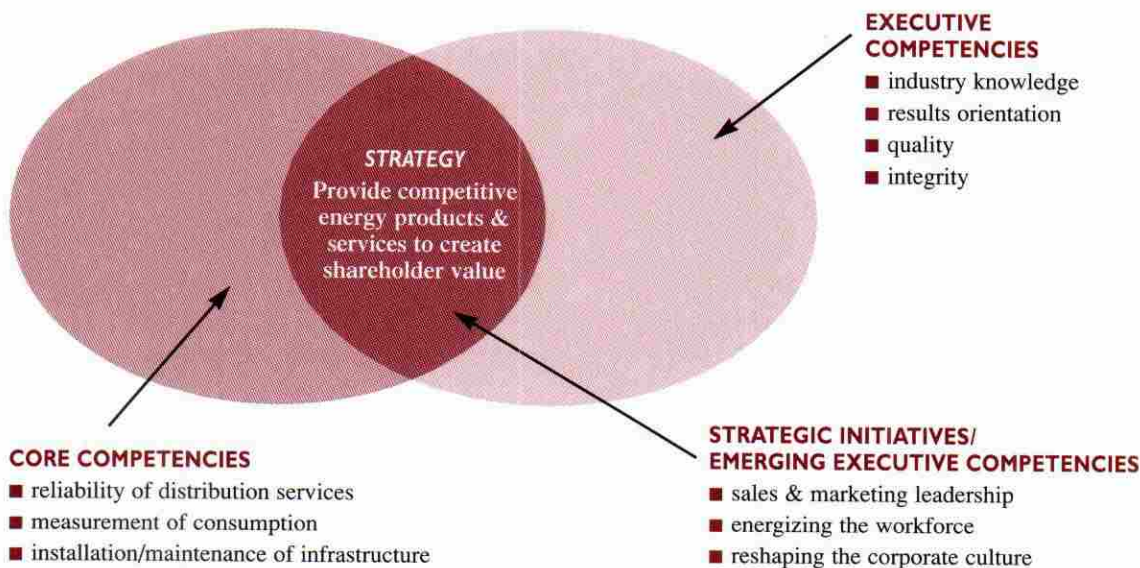 EXECUTIVE
COMPETENCIES
■ industry knowledge
■ results orientation
■ quality
■ integrity
STRATEGY
Provide competitive
energy products &
services to create
shareholder value
CORE COMPETENCIES
■ reliability of distribution services
■ measurement of consumption
■ installation/maintenance of infrastructure
STRATEGIC INITIATIVES/
EMERGING EXECUTIVE COMPETENCIES
■ sales & marketing leadership
■ energizing the workforce
■ reshaping the corporate culture